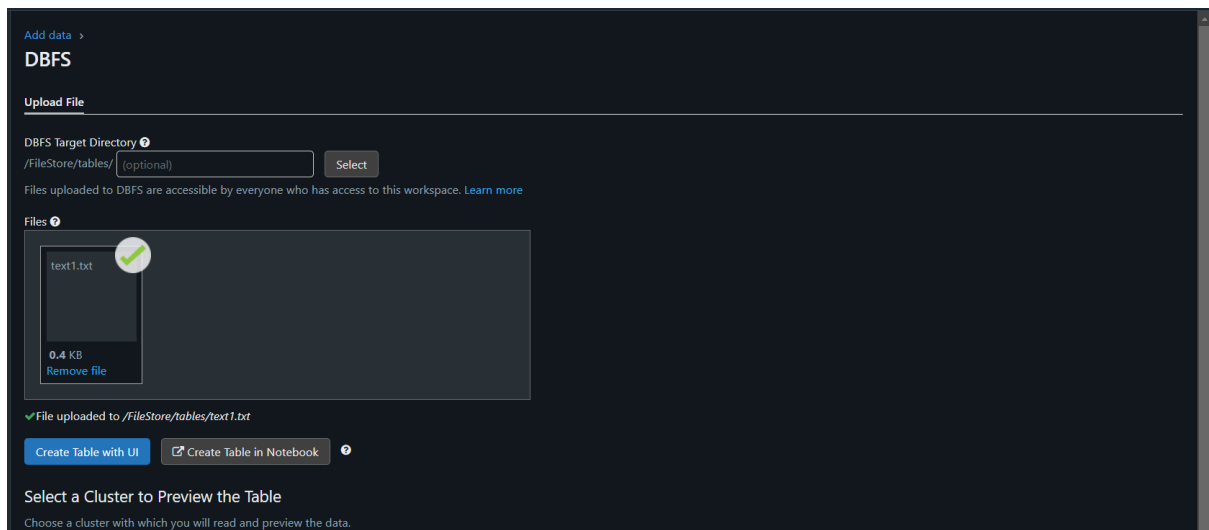 Add data ›
DBFS
Upload File
DBFS Target Directory
/FileStore/tables/ (optional) Select
Files uploaded to DBFS are accessible by everyone who has access to this workspace. Learn more
Files
text1.txt
0.4 KB
Remove file
File uploaded to /FileStore/tables/text1.txt
Create Table with UI Create Table in Notebook
Select a Cluster to Preview the Table
Choose a cluster with which you will read and preview the data.